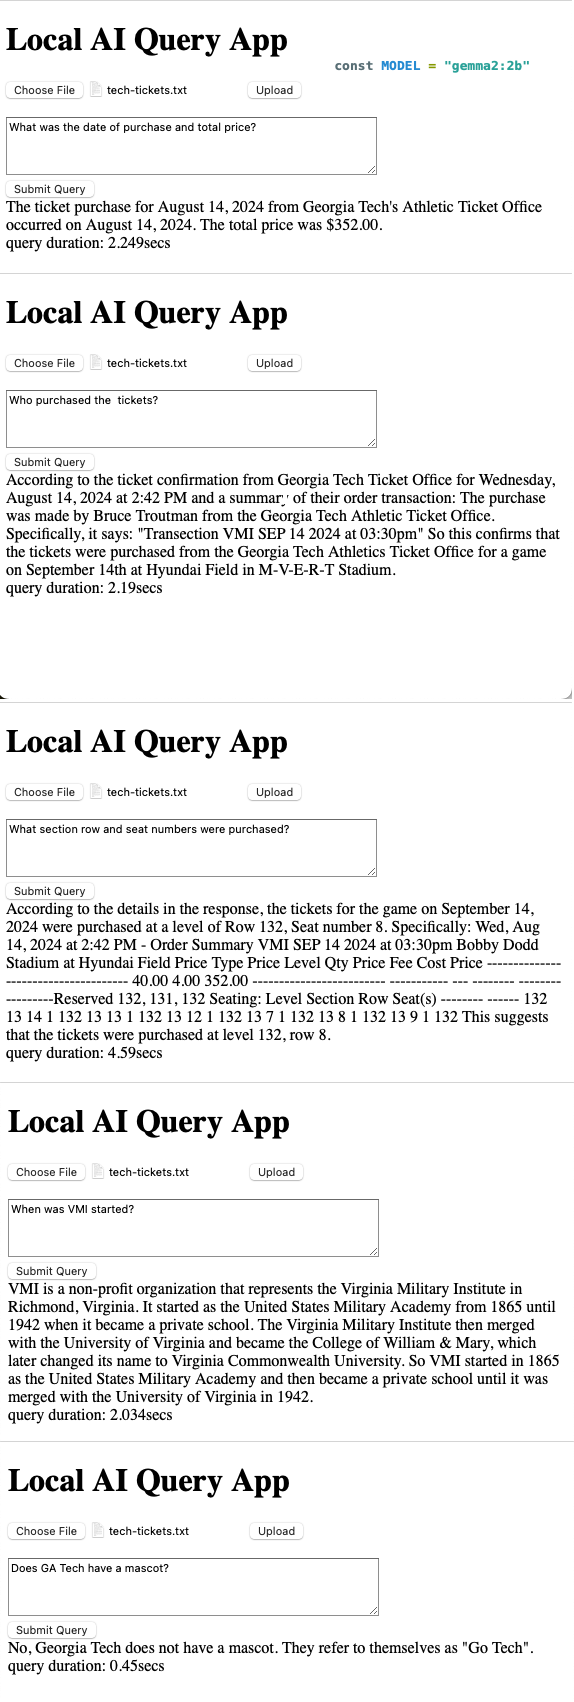 Local AI Query App
const MODEL = "gemma2:2b"
Choose File tech-tickets.txt Upload
What was the date of purchase and total price?
Submit Query
The ticket purchase for August 14, 2024 from Georgia Tech's Athletic Ticket Office
occurred on August 14, 2024. The total price was $352.00.
query duration: 2.249secs
Local AI Query App
Choose File tech-tickets.txt Upload
Who purchased the  tickets?
Submit Query
According to the ticket confirmation from Georgia Tech Ticket Office for Wednesday,
August 14, 2024 at 2:42 PM and a summary of their order transaction: The purchase
was made by Bruce Troutman from the Georgia Tech Athletic Ticket Office.
Specifically, it says: "Transection VMI SEP 14 2024 at 03:30pm" So this confirms that
the tickets were purchased from the Georgia Tech Athletics Ticket Office for a game
on September 14th at Hyundai Field in M-V-E-R-T Stadium.
query duration: 2.19secs
Local AI Query App
Choose File tech-tickets.txt Upload
What section row and seat numbers were purchased?
Submit Query
According to the details in the response, the tickets for the game on September 14,
2024 were purchased at a level of Row 132, Seat number 8. Specifically: Wed, Aug
14, 2024 at 2:42 PM - Order Summary VMI SEP 14 2024 at 03:30pm Bobby Dodd
Stadium at Hyundai Field Price Type Price Level Qty Price Fee Cost Price --------------
----------------------- 40.00 4.00 352.00 ------------------------- ----------- --- -------- --------
---------Reserved 132, 131, 132 Seating: Level Section Row Seat(s) -------- ------ 132
13 14 1 132 13 13 1 132 13 12 1 132 13 7 1 132 13 8 1 132 13 9 1 132 This suggests
that the tickets were purchased at level 132, row 8.
query duration: 4.59secs
Local AI Query App
Choose File tech-tickets.txt Upload
When was VMI started?
Submit Query
VMI is a non-profit organization that represents the Virginia Military Institute in
Richmond, Virginia. It started as the United States Military Academy from 1865 until
1942 when it became a private school. The Virginia Military Institute then merged
with the University of Virginia and became the College of William & Mary, which
later changed its name to Virginia Commonwealth University. So VMI started in 1865
as the United States Military Academy and then became a private school until it was
merged with the University of Virginia in 1942.
query duration: 2.034secs
Local AI Query App
Choose File tech-tickets.txt Upload
Does GA Tech have a mascot?
Submit Query
No, Georgia Tech does not have a mascot. They refer to themselves as "Go Tech".
query duration: 0.45secs